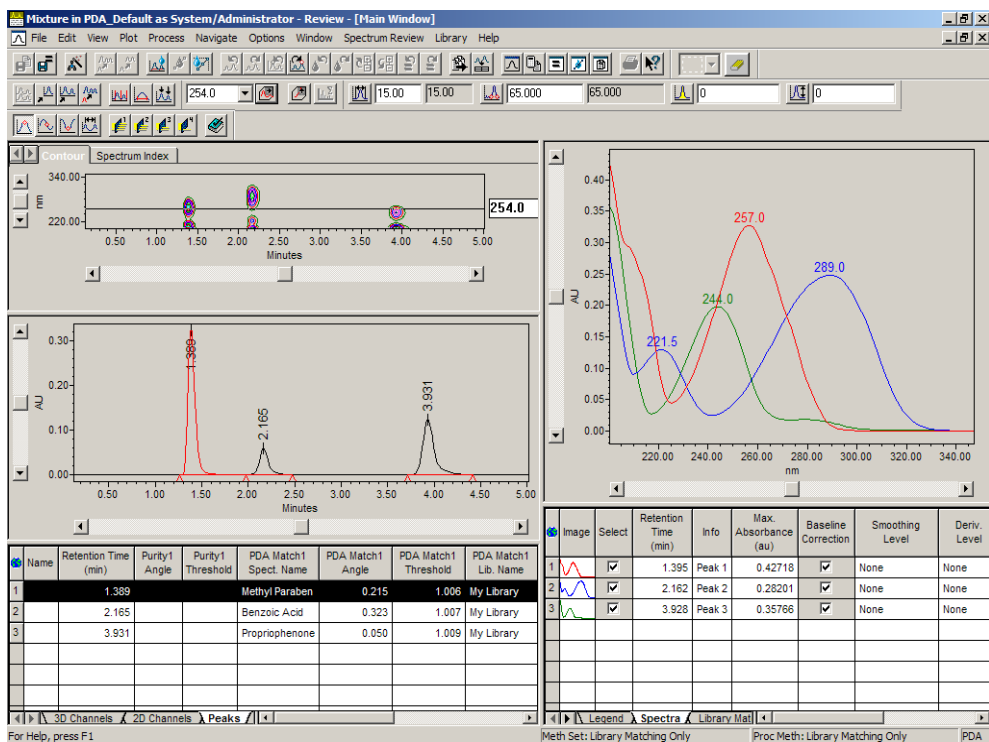 Mixture in PDA_Default as System/Administrator - Review - [Main Window]
File Edit View Plot Process Navigate Options Window Spectrum Review Library Help
254.0 15.00 15.00 65.000 65.000 0 0
Contour Spectrum Index
340.00
nm
220.00
254.0
0.50 1.00 1.50 2.00 2.50 3.00 3.50 4.00 4.50 5.00
Minutes
0.30
0.20
AU
0.10
0.00
1.389
2.165
3.931
0.50 1.00 1.50 2.00 2.50 3.00 3.50 4.00 4.50 5.0
Minutes
0.40
0.35
0.30
0.25
AU
0.20
0.15
0.10
0.05
0.00
257.0
289.0
244.0
221.5
220.00 240.00 260.00 280.00 300.00 320.00 340.00
nm
Name Retention Time (min) Purity1 Angle Purity1 Threshold PDA Match1 Spect. Name PDA Match1 Angle PDA Match1 Threshold PDA Match1 Lib. Name
1 1.389 Methyl Paraben 0.215 1.006 My Library
2 2.165 Benzoic Acid 0.323 1.007 My Library
3 3.931 Propriophenone 0.050 1.009 My Library
3D Channels 2D Channels Peaks
Image Select Retention Time (min) Info Max. Absorbance (au) Baseline Correction Smoothing Level Deriv. Level
1 1.395 Peak 1 0.42718 None None
2 2.162 Peak 2 0.28201 None None
3 3.928 Peak 3 0.35766 None None
Legend Spectra Library Mat
For Help, press F1
Meth Set: Library Matching Only Proc Meth: Library Matching Only PDA